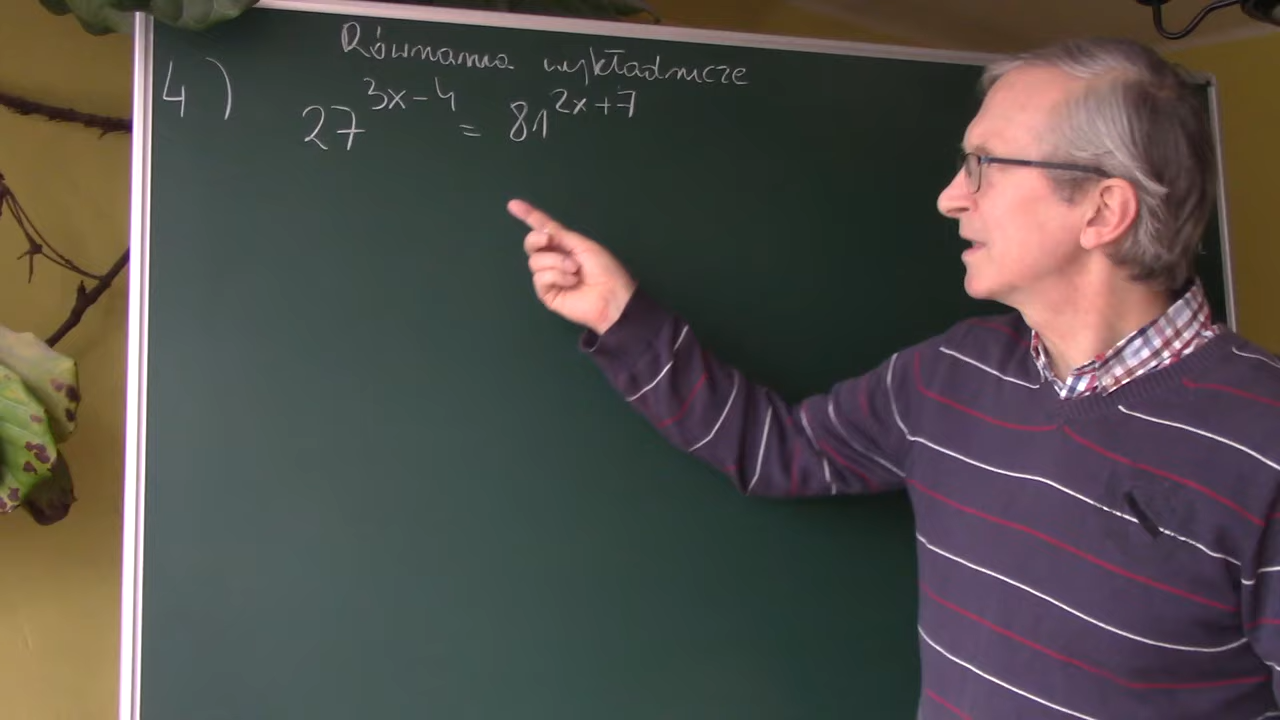 Równania wykładnicze
4) 27^{3x-4} = 81^{2x+7}